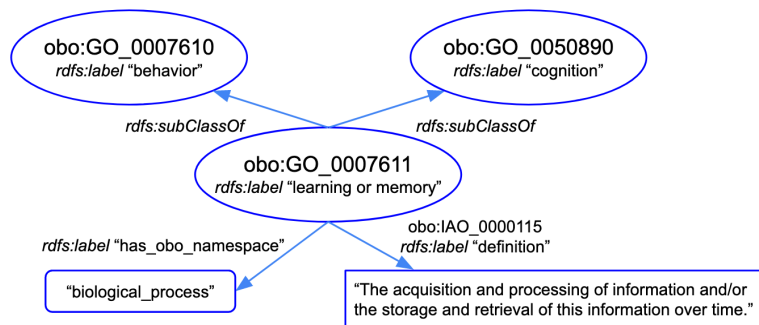 obo:GO_0007610
rdfs:label “behavior”
obo:GO_0050890
rdfs:label “cognition”
rdfs:subClassOf
rdfs:subClassOf
obo:GO_0007611
rdfs:label “learning or memory”
rdfs:label “has_obo_namespace”
obo:IAO_0000115
rdfs:label “definition”
“biological_process”
“The acquisition and processing of information and/or
the storage and retrieval of this information over time.”